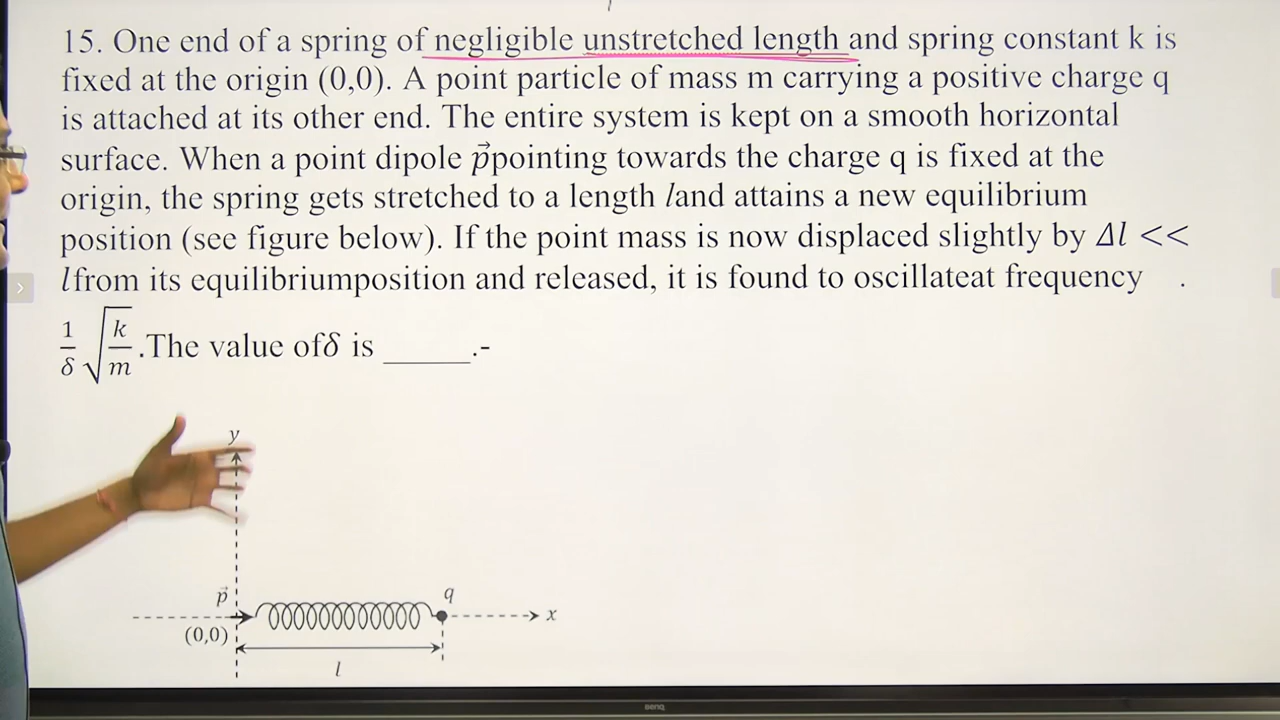 15. One end of a spring of negligible unstretched length and spring constant k is
fixed at the origin (0,0). A point particle of mass m carrying a positive charge q
is attached at its other end. The entire system is kept on a smooth horizontal
surface. When a point dipole p⃗pointing towards the charge q is fixed at the
origin, the spring gets stretched to a length land attains a new equilibrium
position (see figure below). If the point mass is now displaced slightly by Δl <<
lfrom its equilibriumposition and released, it is found to oscillateat frequency .
1/δ √(k/m) .The value ofδ is _____.-
y
p⃗
q
x
(0,0)
l
BENQ